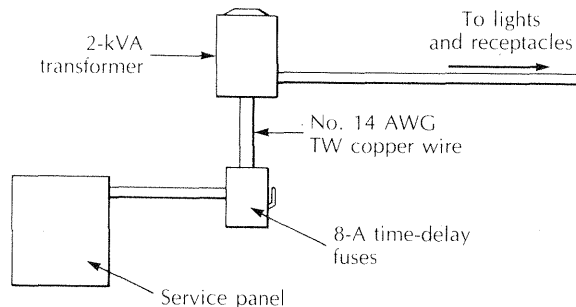 2-kVA
transformer
To lights
and receptacles
No. 14 AWG
TW copper wire
8-A time-delay
fuses
Service panel